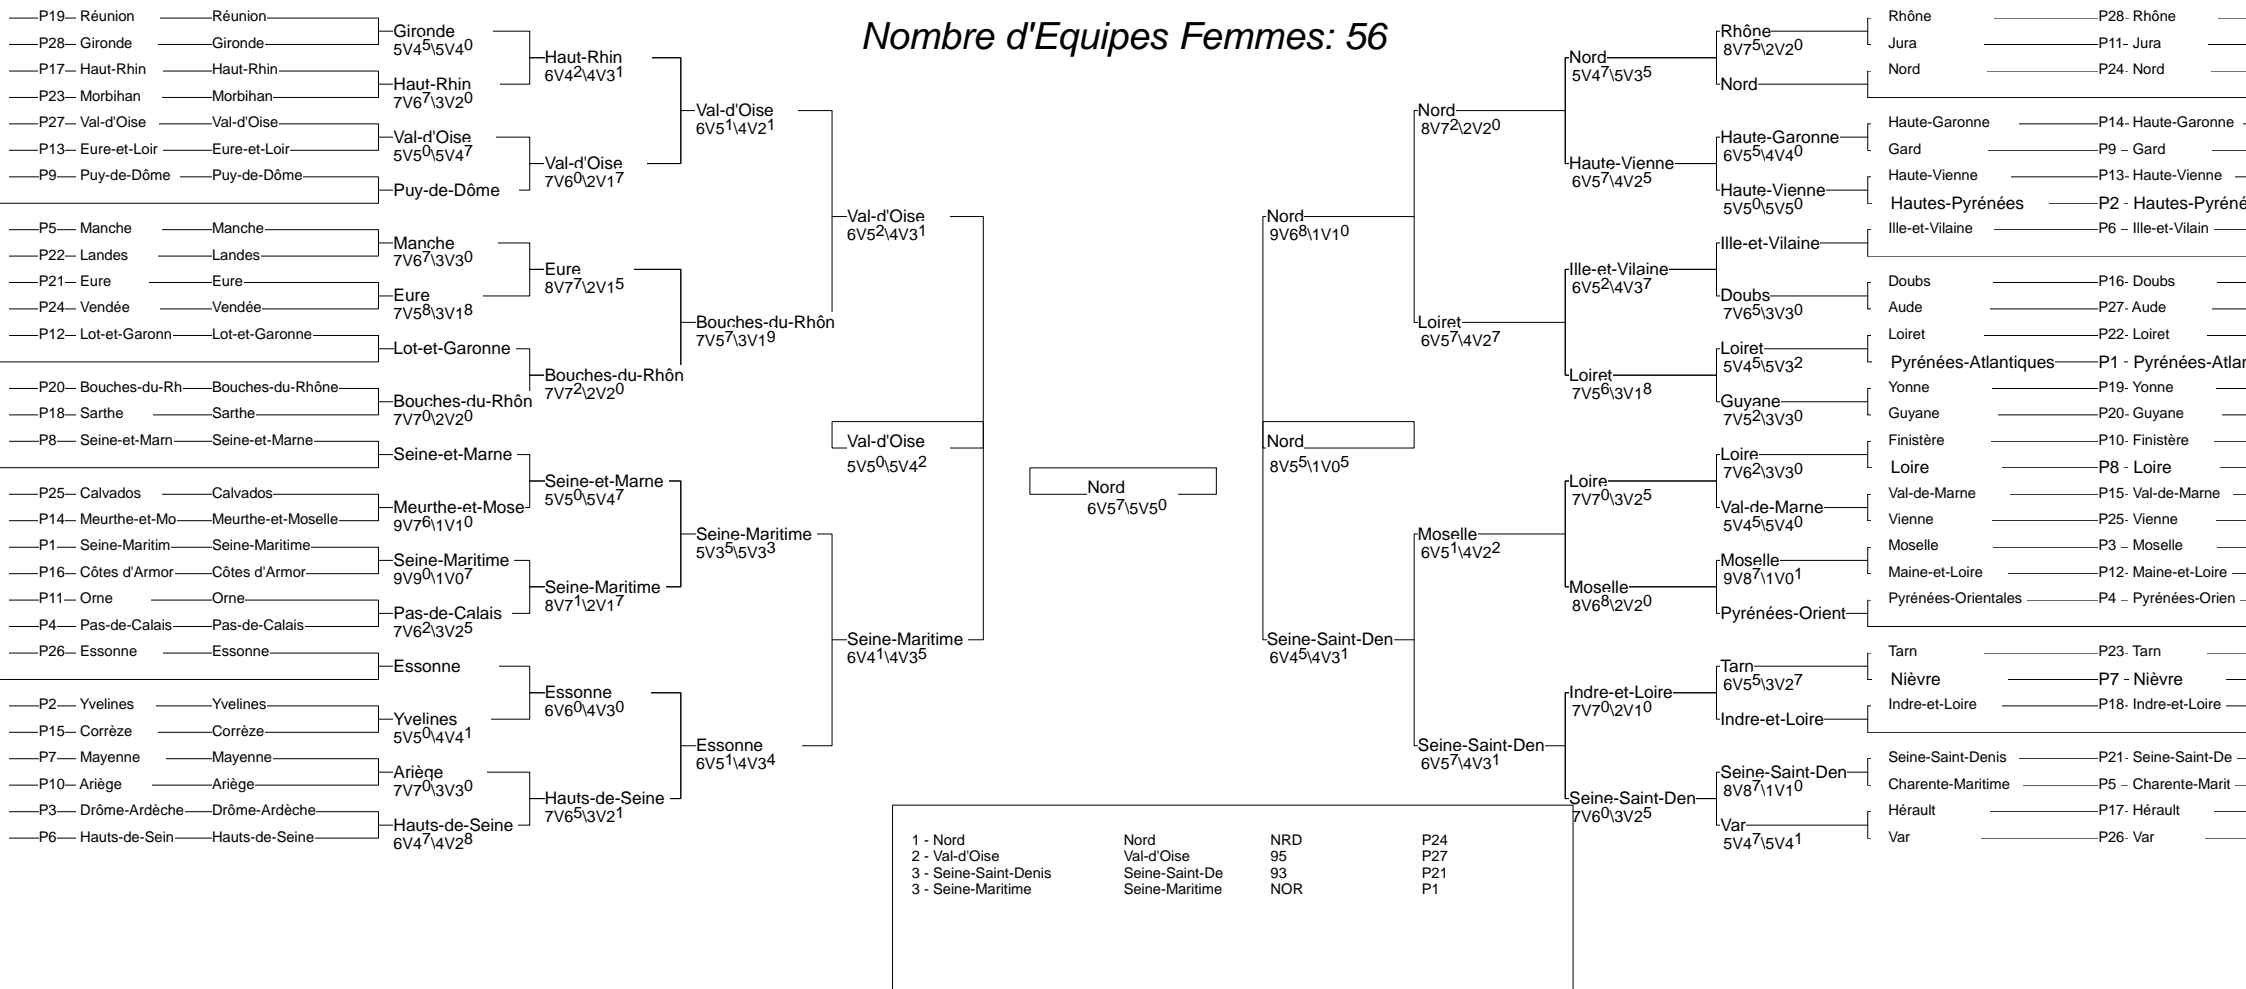 Nombre d'Equipes Femmes: 56
P19 Réunion Réunion
P28 Gironde Gironde
P17 Haut-Rhin Haut-Rhin
P23 Morbihan Morbihan
P27 Val-d'Oise Val-d'Oise
P13 Eure-et-Loir Eure-et-Loir
P9 Puy-de-Dôme Puy-de-Dôme
P5 Manche Manche
P22 Landes Landes
P21 Eure Eure
P24 Vendée Vendée
P12 Lot-et-Garonn Lot-et-Garonne
P20 Bouches-du-Rh Bouches-du-Rhône
P18 Sarthe Sarthe
P8 Seine-et-Marn Seine-et-Marne
P25 Calvados Calvados
P14 Meurthe-et-Mo Meurthe-et-Moselle
P1 Seine-Maritim Seine-Maritime
P16 Côtes d'Armor Côtes d'Armor
P11 Orne Orne
P4 Pas-de-Calais Pas-de-Calais
P26 Essonne Essonne
P2 Yvelines Yvelines
P15 Corrèze Corrèze
P7 Mayenne Mayenne
P10 Ariège Ariège
P3 Drôme-Ardèche Drôme-Ardèche
P6 Hauts-de-Sein Hauts-de-Seine
Gironde
5V45\5V40
Haut-Rhin
7V67\3V20
Val-d'Oise
5V50\5V47
Puy-de-Dôme
Manche
7V67\3V30
Eure
7V58\3V18
Lot-et-Garonne
Bouches-du-Rhôn
7V70\2V20
Seine-et-Marne
Meurthe-et-Mose
9V76\1V10
Seine-Maritime
9V90\1V07
Pas-de-Calais
7V62\3V25
Essonne
Yvelines
5V50\4V41
Ariège
7V70\3V30
Hauts-de-Seine
6V47\4V28
Haut-Rhin
6V42\4V31
Val-d'Oise
7V60\2V17
Eure
8V77\2V15
Bouches-du-Rhôn
7V72\2V20
Seine-et-Marne
5V50\5V47
Seine-Maritime
8V71\2V17
Essonne
6V60\4V30
Hauts-de-Seine
7V65\3V21
Val-d'Oise
6V51\4V21
Bouches-du-Rhôn
7V57\3V19
Seine-Maritime
5V35\5V33
Essonne
6V51\4V34
Val-d'Oise
6V52\4V31
Seine-Maritime
6V41\4V35
Val-d'Oise
5V50\5V42
Nord
6V57\5V50
Nord
8V55\1V05
Nord
9V68\1V10
Seine-Saint-Den
6V45\4V31
Nord
8V72\2V20
Loiret
6V57\4V27
Moselle
6V51\4V22
Seine-Saint-Den
6V57\4V31
Nord
5V47\5V35
Haute-Vienne
6V57\4V25
Ille-et-Vilaine
6V52\4V37
Loiret
7V56\3V18
Loire
7V70\3V25
Moselle
8V68\2V20
Indre-et-Loire
7V70\2V10
Seine-Saint-Den
7V60\3V25
Rhône
8V75\2V20
Nord
Haute-Garonne
6V55\4V40
Haute-Vienne
5V50\5V50
Ille-et-Vilaine
Doubs
7V65\3V30
Loiret
5V45\5V32
Guyane
7V52\3V30
Loire
7V62\3V30
Val-de-Marne
5V45\5V40
Moselle
9V87\1V01
Pyrénées-Orient
Tarn
6V55\3V27
Indre-et-Loire
Seine-Saint-Den
8V87\1V10
Var
5V47\5V41
Rhône P28- Rhône
Jura P11- Jura
Nord P24- Nord
Haute-Garonne P14- Haute-Garonne
Gard P9 - Gard
Haute-Vienne P13- Haute-Vienne
Hautes-Pyrénées P2 - Hautes-Pyréné
Ille-et-Vilaine P6 - Ille-et-Vilain
Doubs P16- Doubs
Aude P27- Aude
Loiret P22- Loiret
Pyrénées-Atlantiques P1 - Pyrénées-Atlan
Yonne P19- Yonne
Guyane P20- Guyane
Finistère P10- Finistère
Loire P8 - Loire
Val-de-Marne P15- Val-de-Marne
Vienne P25- Vienne
Moselle P3 - Moselle
Maine-et-Loire P12- Maine-et-Loire
Pyrénées-Orientales P4 - Pyrénées-Orien
Tarn P23- Tarn
Nièvre P7 - Nièvre
Indre-et-Loire P18- Indre-et-Loire
Seine-Saint-Denis P21- Seine-Saint-De
Charente-Maritime P5 - Charente-Marit
Hérault P17- Hérault
Var P26- Var
1 - Nord Nord NRD P24
2 - Val-d'Oise Val-d'Oise 95 P27
3 - Seine-Saint-Denis Seine-Saint-De 93 P21
3 - Seine-Maritime Seine-Maritime NOR P1